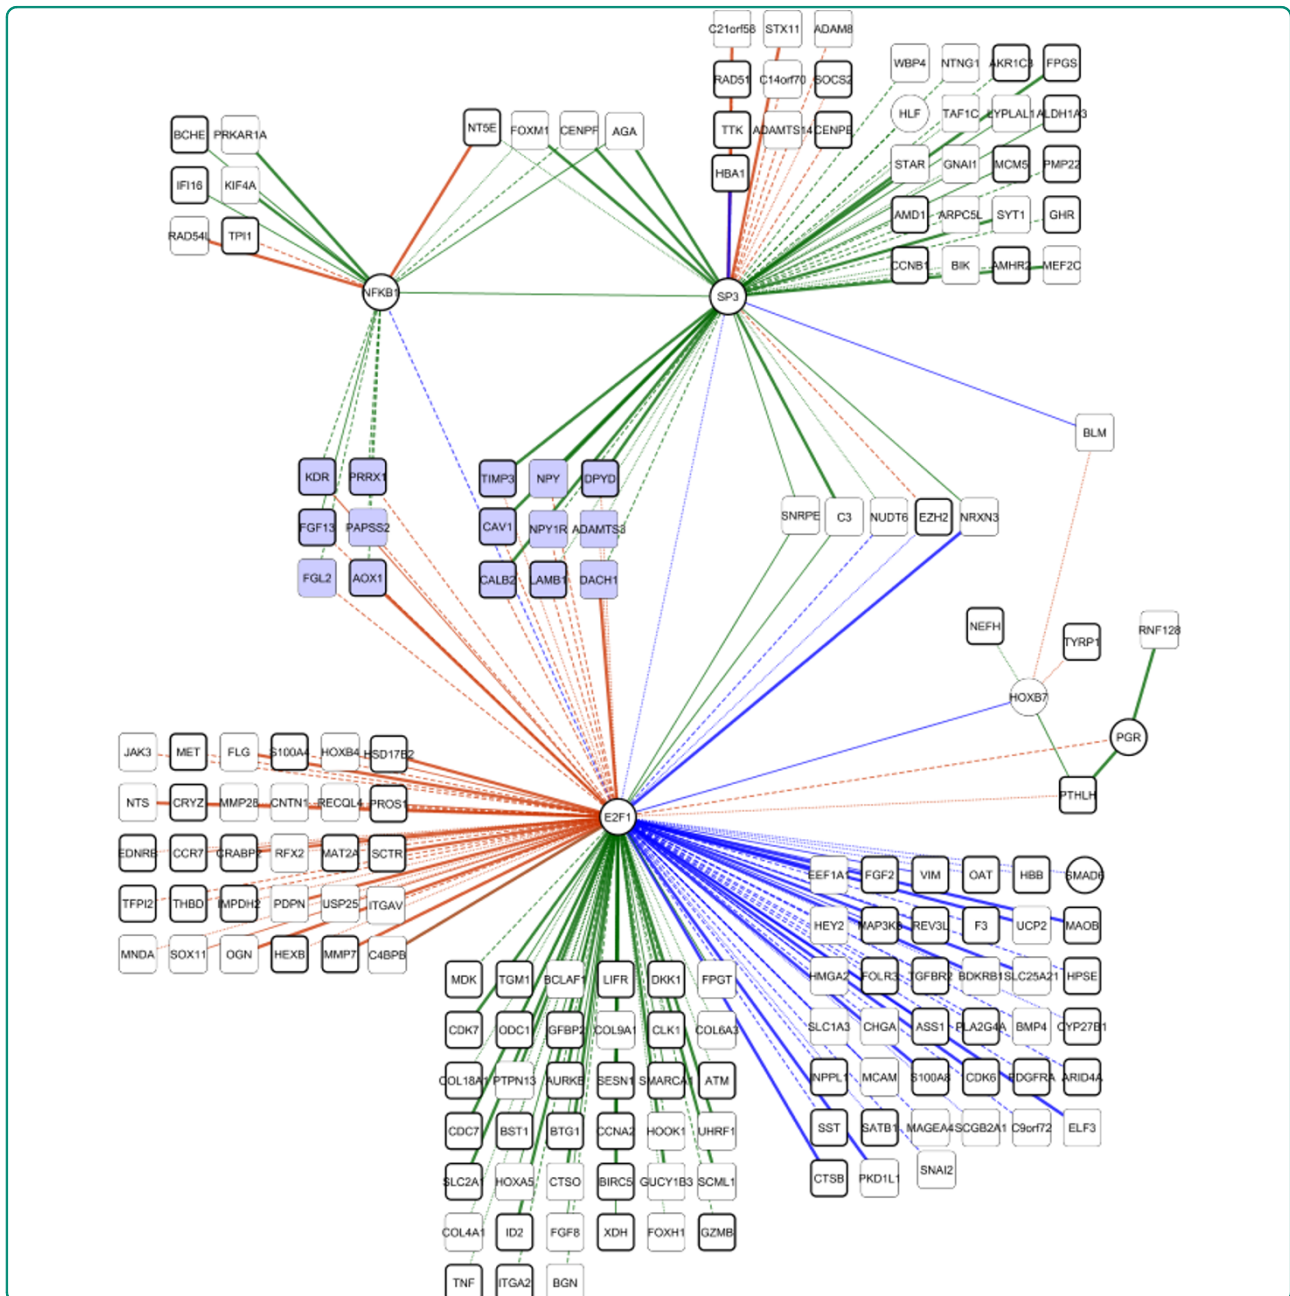 C21orf58 STX11 ADAM8
WBP4 NTNG1 AKR1C3 FPGS
RAD51 C14orf70 SOCS2
HLF TAF1C LYPLAL1 ALDH1A3
BCHE PRKAR1A
NT5E FOXM1 CENPF AGA
TTK ADAMTS14 CENPE
STAR GNAI1 MCM5 PMP22
HBA1
IFI16 KIF4A
AMD1 ARPC5L SYT1 GHR
RAD54L TPI1
CCNB1 BIK AMHR2 MEF2C
NFKB1 SP3
BLM
KDR PRRX1 TIMP3 NPY DPYD
SNRPE C3 NUDT6 EZH2 NRXN3
FGF13 PAPSS2 CAV1 NPY1R ADAMTS3
FGL2 AOX1 CALB2 LAMB1 DACH1
NEFH TYRP1 RNF128
HOXB7
PGR
JAK3 MET FLG S100A4 HOXB4 HSD17B2
PTHLH
NTS CRYZ MMP28 CNTN1 RECQL4 PROS1
E2F1
EDNRB CCR7 CRABP2 RFX2 MAT2A SCTR
EEF1A1 FGF2 VIM OAT HBB SMAD6
TFPI2 THBD IMPDH2 PDPN USP25 ITGAV
HEY2 MAP3K8 REV3L F3 UCP2 MAOB
MNDA SOX11 OGN HEXB MMP7 C4BPB
MDK TGM1 BCLAF1 LIFR DKK1 FPGT
HMGA2 FOLR3 TGFBR2 BDKRB1 SLC25A21 HPSE
CDK7 ODC1 GFBP2 COL9A1 CLK1 COL6A3
SLC1A3 CHGA ASS1 PLA2G4A BMP4 CYP27B1
COL18A1 PTPN13 AURKB SESN1 SMARCA1 ATM
NPPL1 MCAM S100A8 CDK6 PDGFRA ARID4A
CDC7 BST1 BTG1 CCNA2 HOOK1 UHRF1
SST SATB1 MAGEA4 SCGB2A1 C9orf72 ELF3
SLC2A1 HOXA5 CTSO BIRC5 GUCY1B3 SCML1
CTSB PKD1L1 SNAI2
COL4A1 ID2 FGF8 XDH FOXH1 GZMB
TNF ITGA2 BGN